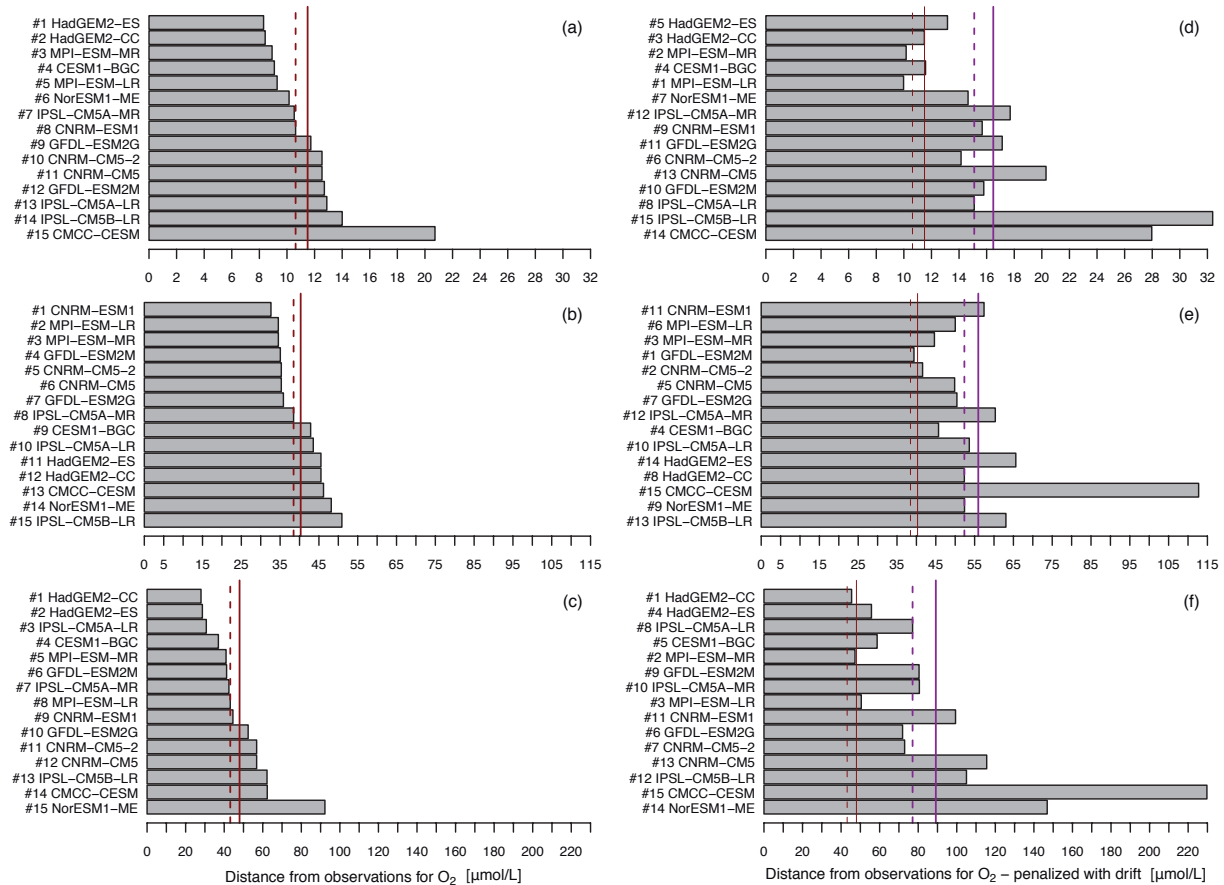 (a)
#1 HadGEM2−ES
#2 HadGEM2−CC
#3 MPI−ESM−MR
#4 CESM1−BGC
#5 MPI−ESM−LR
#6 NorESM1−ME
#7 IPSL−CM5A−MR
#8 CNRM−ESM1
#9 GFDL−ESM2G
#10 CNRM−CM5−2
#11 CNRM−CM5
#12 GFDL−ESM2M
#13 IPSL−CM5A−LR
#14 IPSL−CM5B−LR
#15 CMCC−CESM
0 2 4 6 8 10 12 14 16 18 20 22 24 26 28 30 32
(d)
#5 HadGEM2−ES
#3 HadGEM2−CC
#2 MPI−ESM−MR
#4 CESM1−BGC
#1 MPI−ESM−LR
#7 NorESM1−ME
#12 IPSL−CM5A−MR
#9 CNRM−ESM1
#11 GFDL−ESM2G
#6 CNRM−CM5−2
#13 CNRM−CM5
#10 GFDL−ESM2M
#8 IPSL−CM5A−LR
#15 IPSL−CM5B−LR
#14 CMCC−CESM
0 2 4 6 8 10 12 14 16 18 20 22 24 26 28 30 32
(b)
#1 CNRM−ESM1
#2 MPI−ESM−LR
#3 MPI−ESM−MR
#4 GFDL−ESM2M
#5 CNRM−CM5−2
#6 CNRM−CM5
#7 GFDL−ESM2G
#8 IPSL−CM5A−MR
#9 CESM1−BGC
#10 IPSL−CM5A−LR
#11 HadGEM2−ES
#12 HadGEM2−CC
#13 CMCC−CESM
#14 NorESM1−ME
#15 IPSL−CM5B−LR
0 5 15 25 35 45 55 65 75 85 95 105 115
(e)
#11 CNRM−ESM1
#6 MPI−ESM−LR
#3 MPI−ESM−MR
#1 GFDL−ESM2M
#2 CNRM−CM5−2
#5 CNRM−CM5
#7 GFDL−ESM2G
#12 IPSL−CM5A−MR
#4 CESM1−BGC
#10 IPSL−CM5A−LR
#14 HadGEM2−ES
#8 HadGEM2−CC
#15 CMCC−CESM
#9 NorESM1−ME
#13 IPSL−CM5B−LR
0 5 15 25 35 45 55 65 75 85 95 105 115
(c)
#1 HadGEM2−CC
#2 HadGEM2−ES
#3 IPSL−CM5A−LR
#4 CESM1−BGC
#5 MPI−ESM−MR
#6 GFDL−ESM2M
#7 IPSL−CM5A−MR
#8 MPI−ESM−LR
#9 CNRM−ESM1
#10 GFDL−ESM2G
#11 CNRM−CM5−2
#12 CNRM−CM5
#13 IPSL−CM5B−LR
#14 CMCC−CESM
#15 NorESM1−ME
0 20 40 60 80 100 120 140 160 180 200 220
Distance from observations for O₂ [µmol/L]
(f)
#1 HadGEM2−CC
#4 HadGEM2−ES
#8 IPSL−CM5A−LR
#5 CESM1−BGC
#2 MPI−ESM−MR
#9 GFDL−ESM2M
#10 IPSL−CM5A−MR
#3 MPI−ESM−LR
#11 CNRM−ESM1
#6 GFDL−ESM2G
#7 CNRM−CM5−2
#13 CNRM−CM5
#12 IPSL−CM5B−LR
#15 CMCC−CESM
#14 NorESM1−ME
0 20 40 60 80 100 120 140 160 180 200 220
Distance from observations for O₂ − penalized with drift [µmol/L]